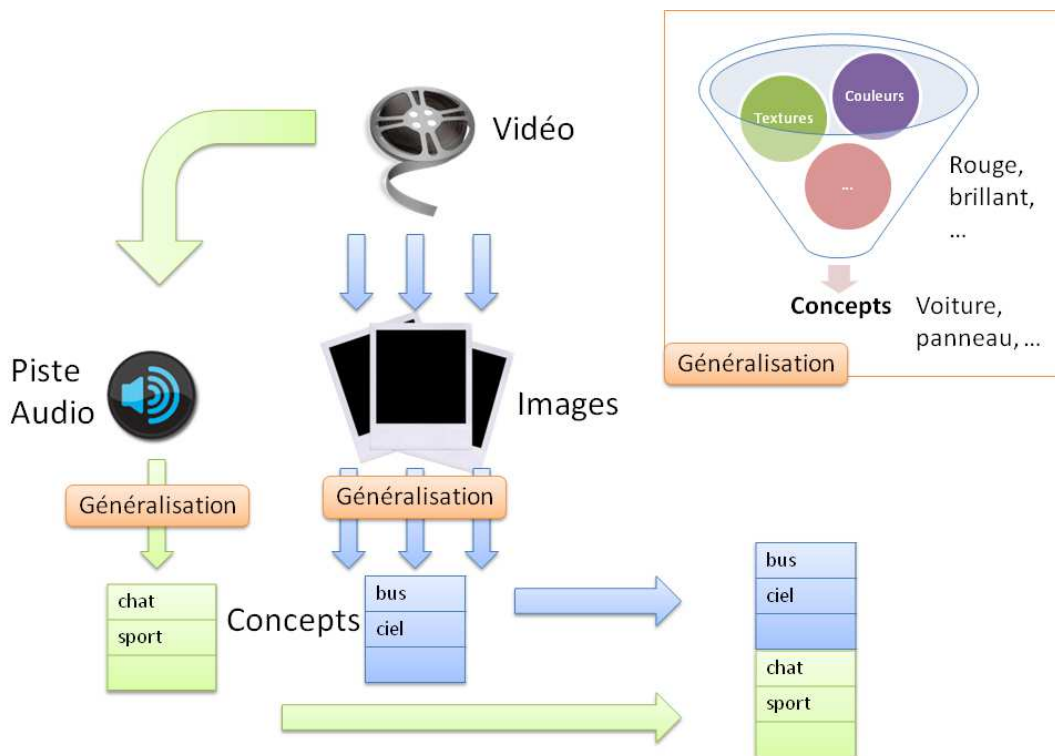 Vidéo
Textures
Couleurs
...
Rouge,
brillant,
...
Concepts
Voiture,
panneau, ...
Généralisation
Piste
Audio
Images
Généralisation
Généralisation
chat
sport
Concepts
bus
ciel
bus
ciel
chat
sport